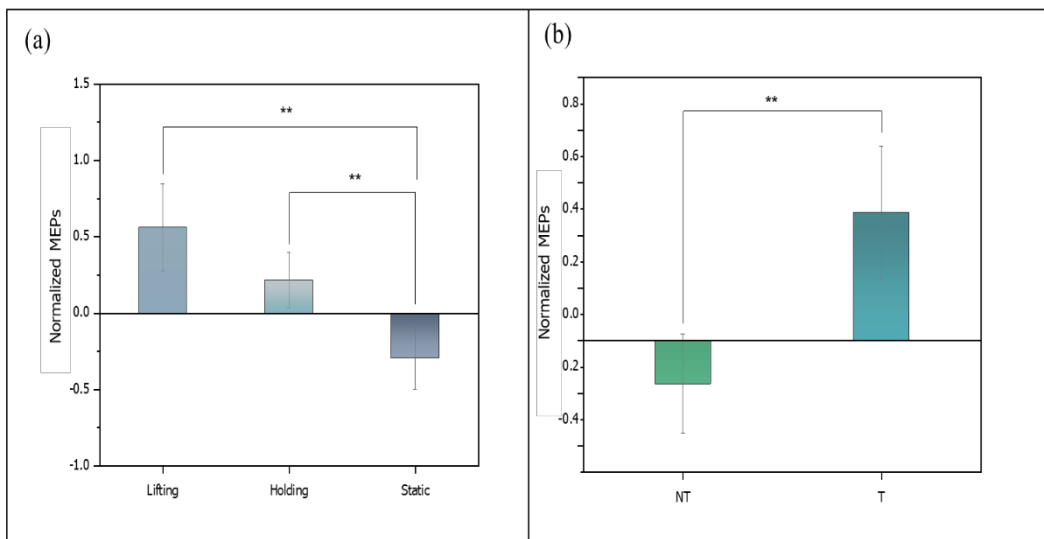 (a)
1.5
1.0
0.5
0.0
-0.5
-1.0
Normalized MEPs
**
**
Lifting
Holding
Static
(b)
0.8
0.6
0.4
0.2
0.0
0.2
-0.4
Normalized MEPs
**
NT
T